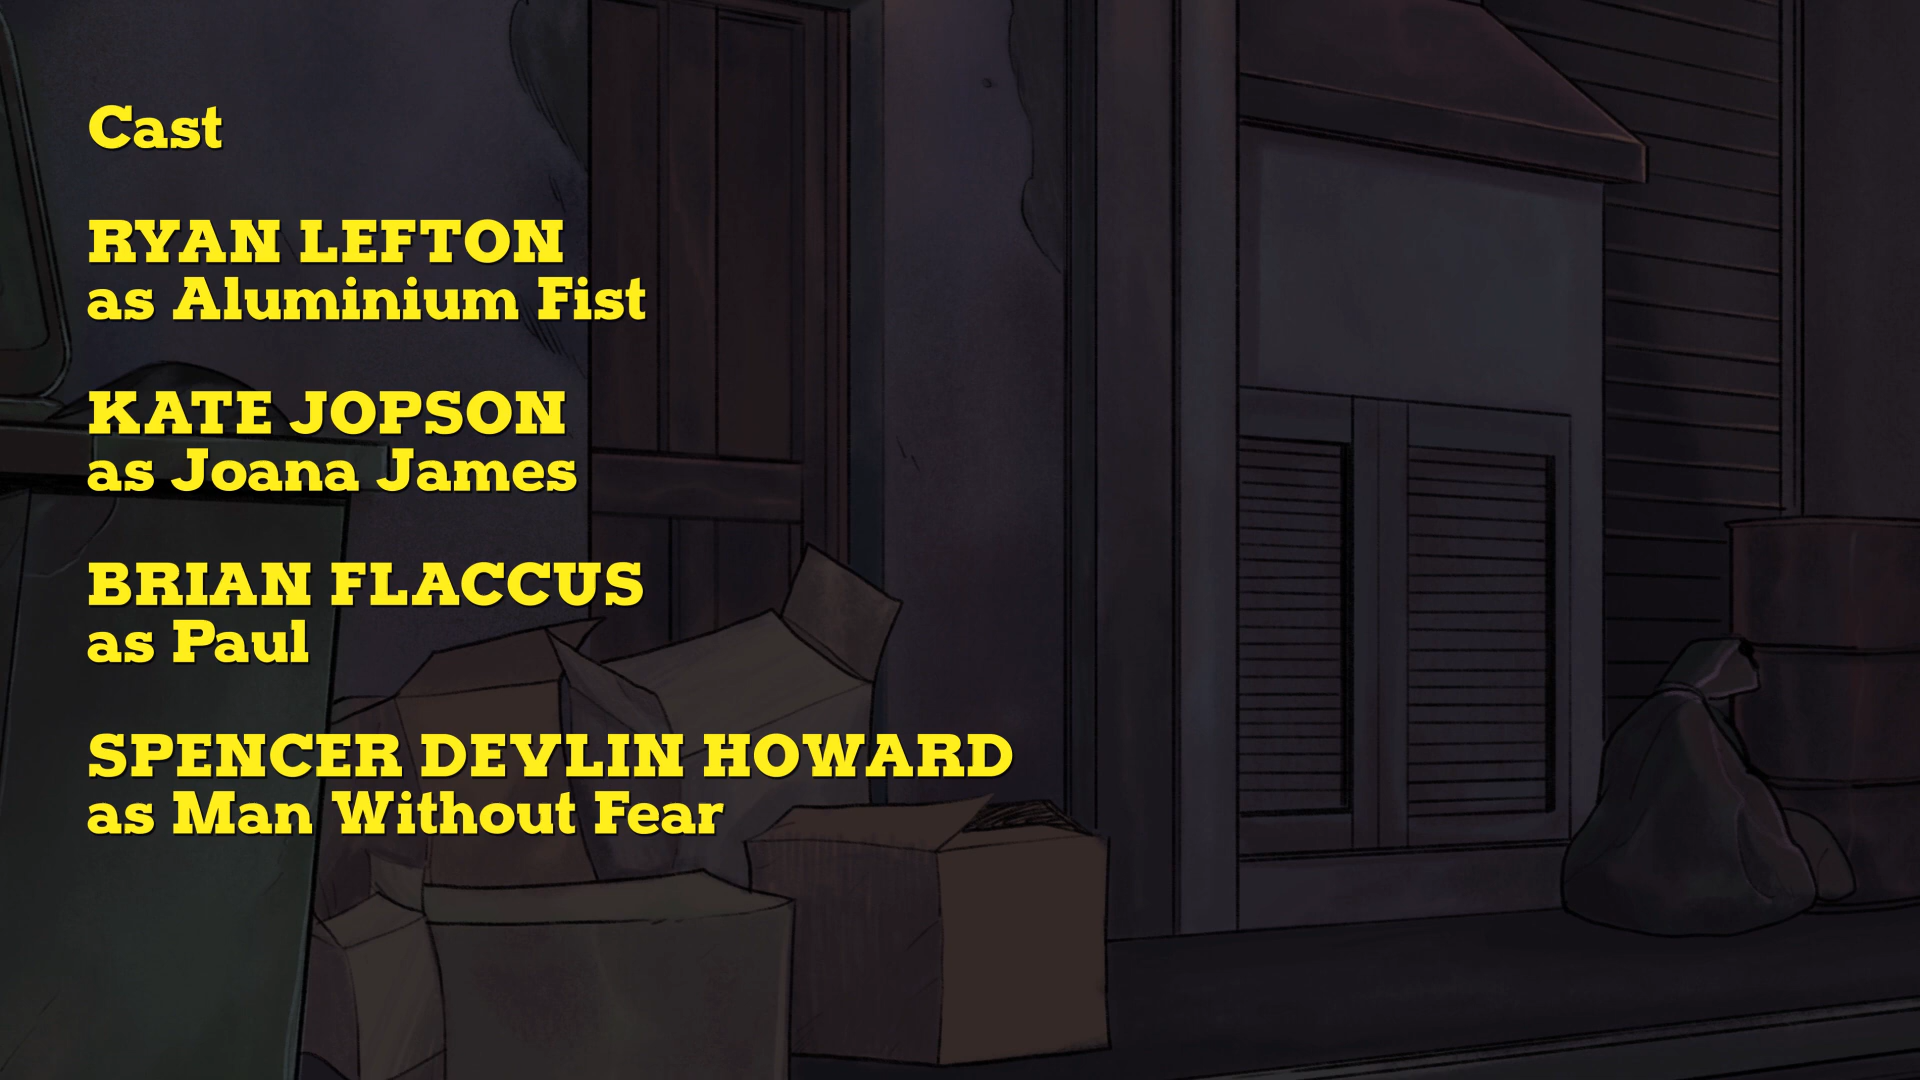 Cast
RYAN LEFTON
as Aluminium Fist
KATE JOPSON
as Joana James
BRIAN FLACCUS
as Paul
SPENCER DEVLIN HOWARD
as Man Without Fear